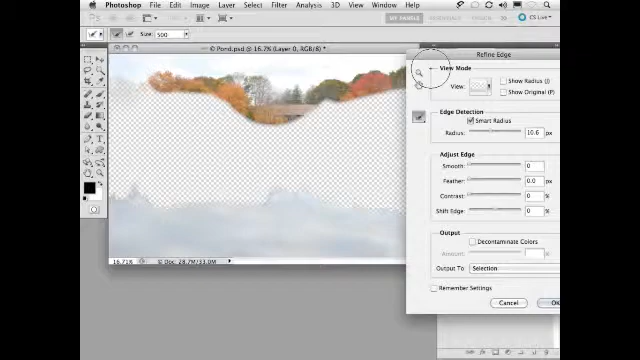 Photoshop File Edit Image Layer Select Filter Analysis 3D View Window Help
MY PANELS
CS Live
Size: 500
© Pond.psd @ 16.7% (Layer 0, RGB/8) *
Refine Edge
View Mode
View:
Show Radius (J)
Show Original (P)
Edge Detection
Smart Radius
Radius: 10.6 px
Adjust Edge
Smooth: 0
Feather: 0.0 px
Contrast: 0 %
Shift Edge: 0 %
Output
Decontaminate Colors
Amount: %
Output To: Selection
Remember Settings
Cancel OK
16.71% © Doc: 28.7M/33.0M